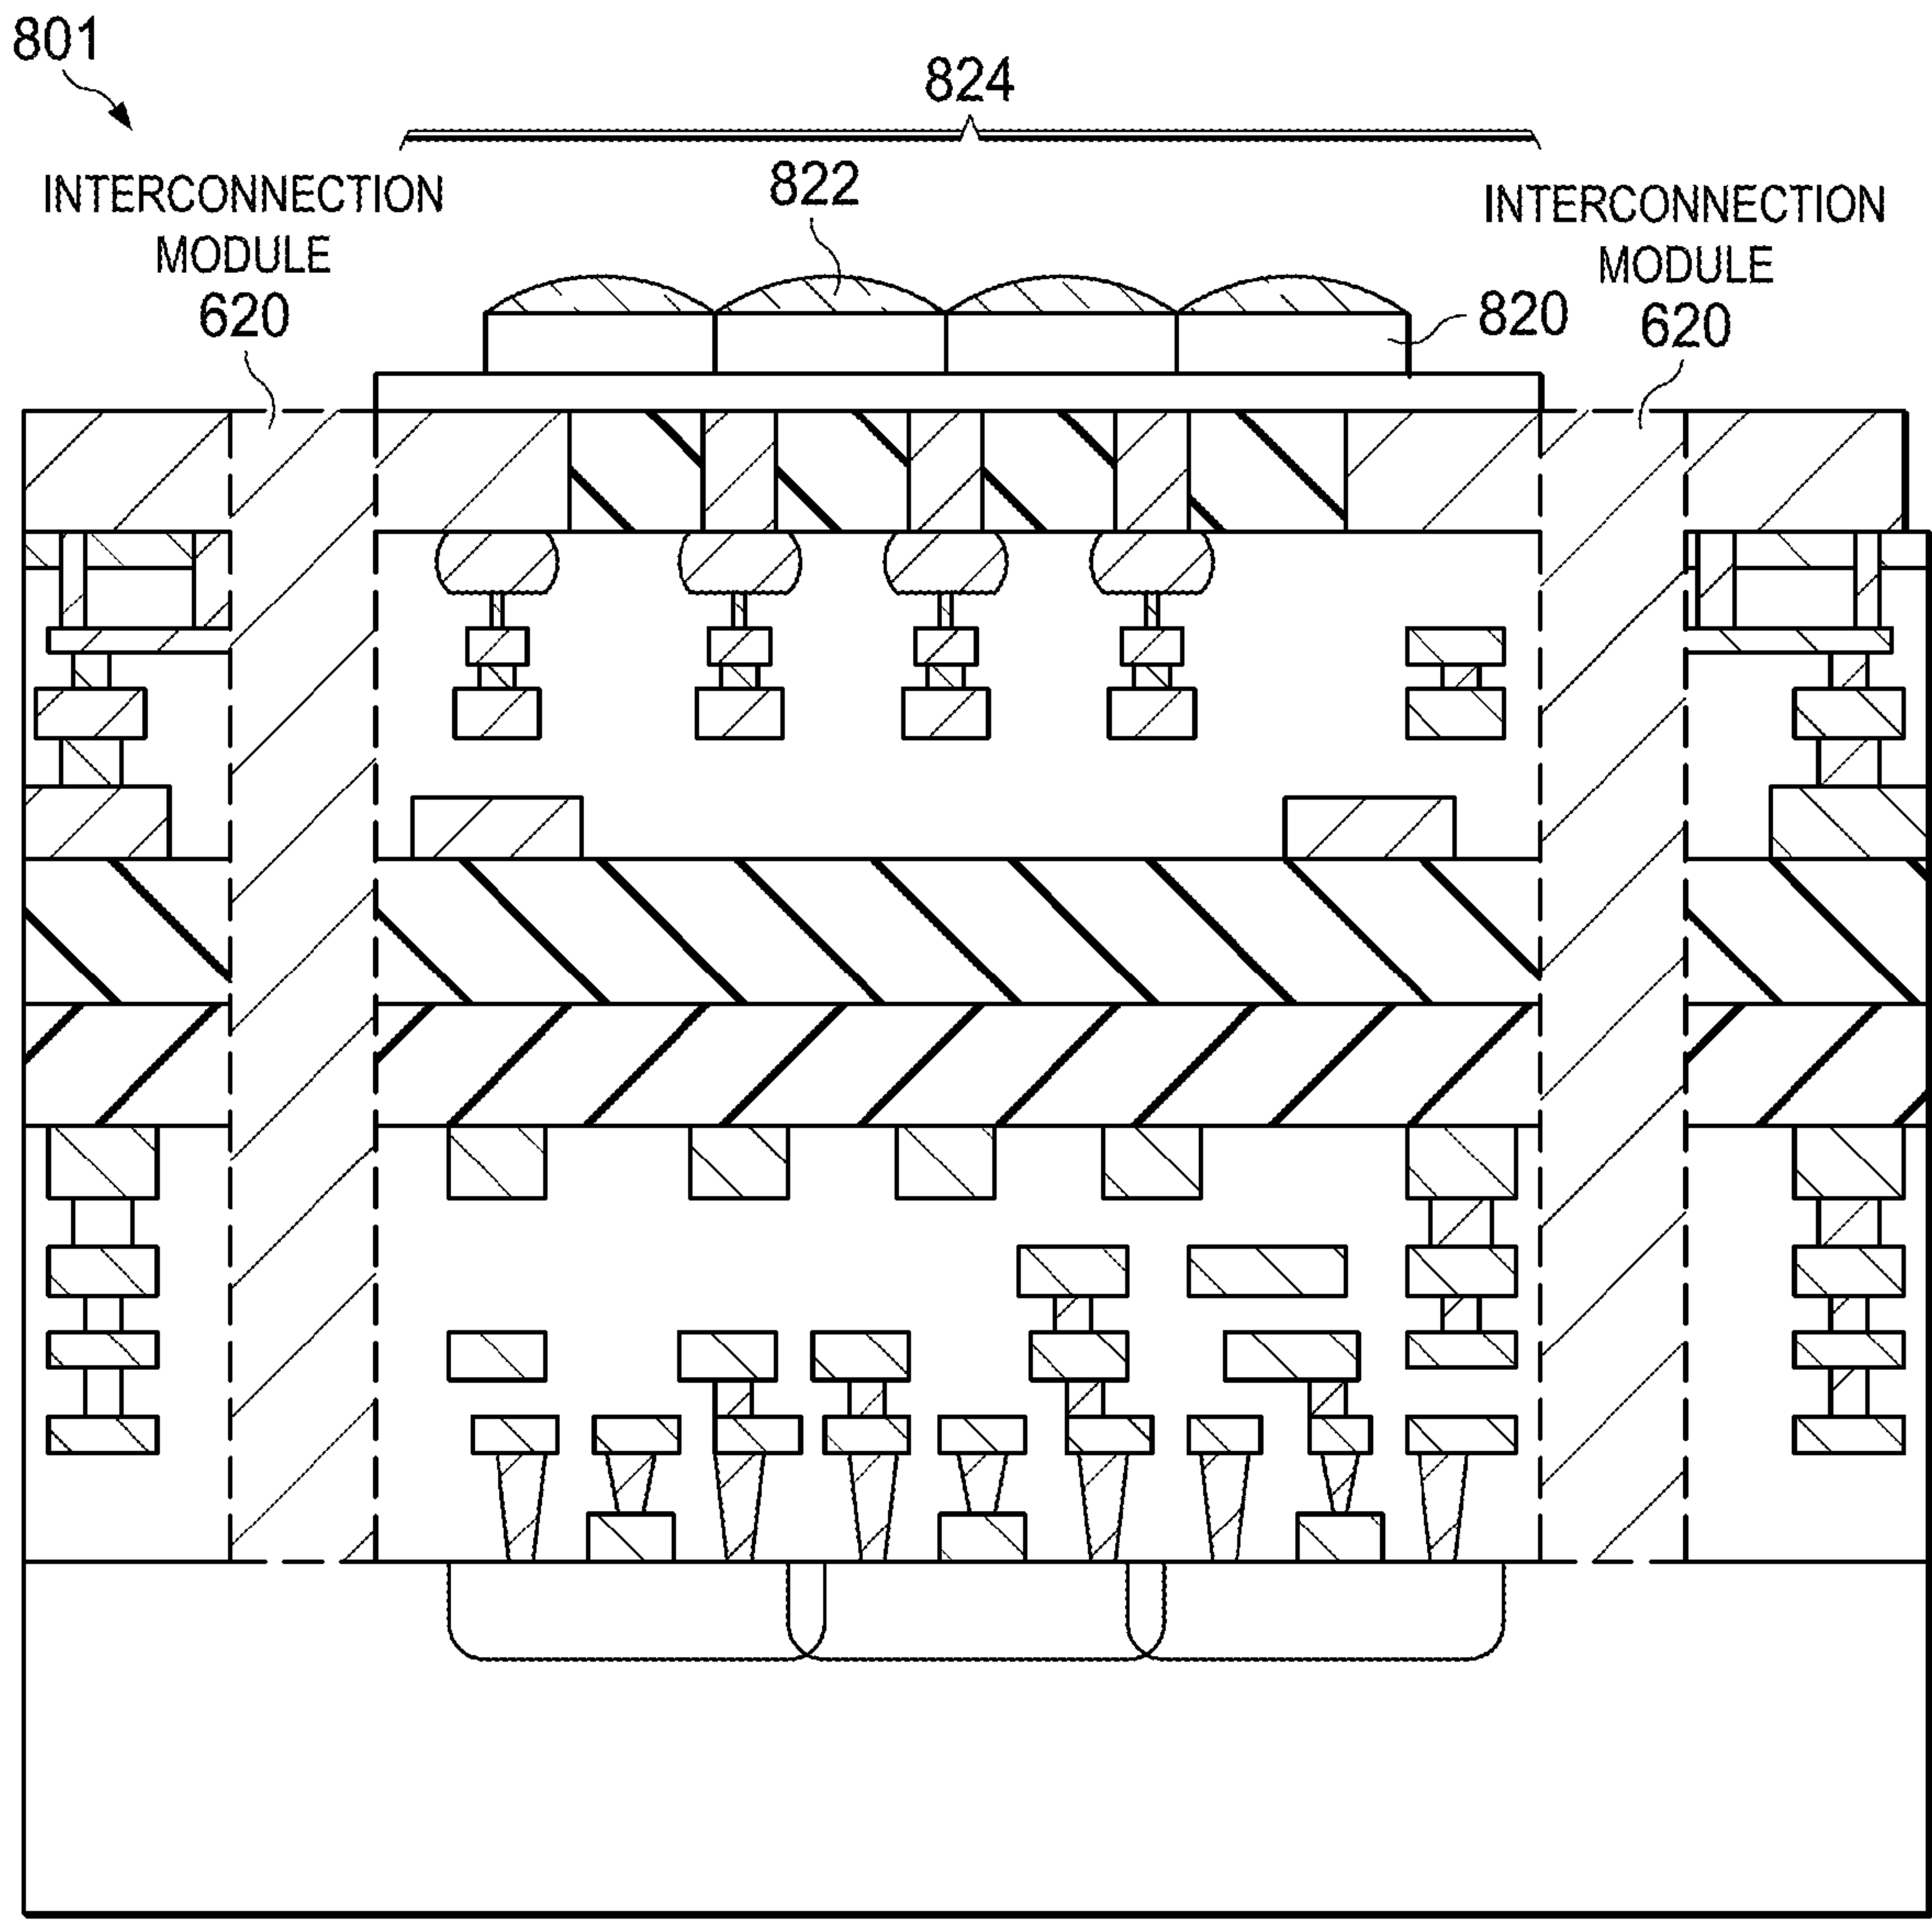 801
824
822
INTERCONNECTION
MODULE
620
INTERCONNECTION
MODULE
620
820